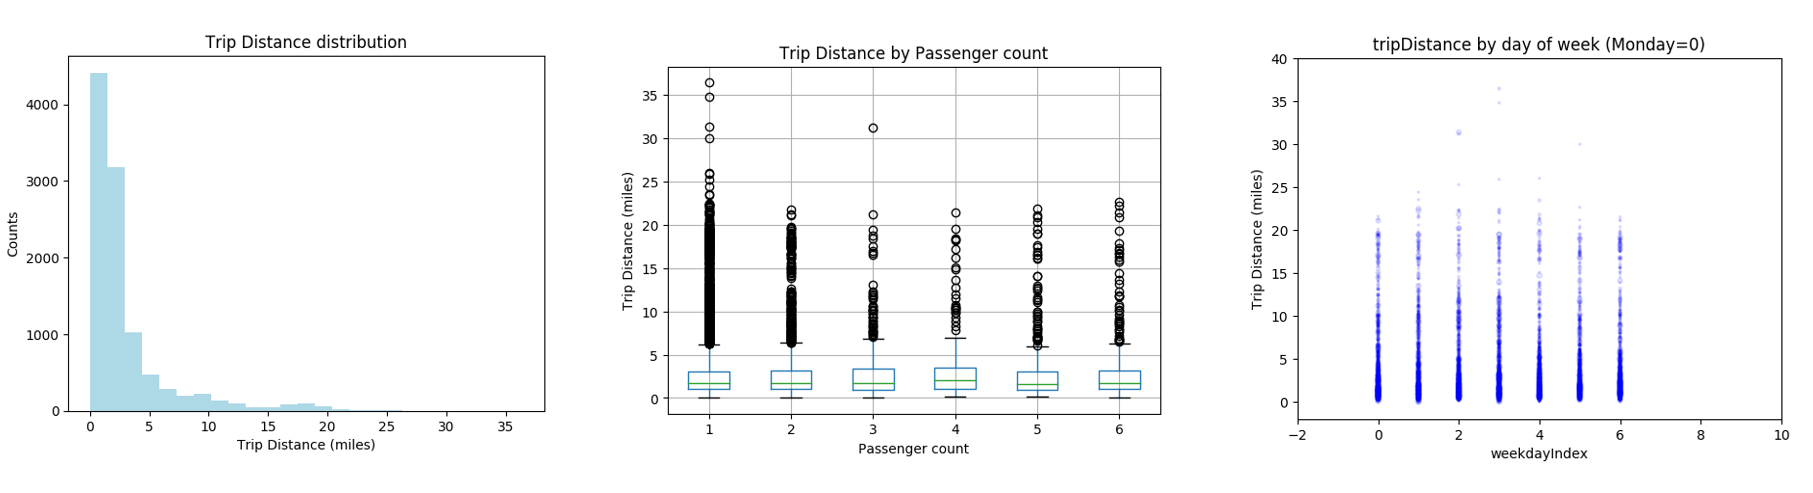 Trip Distance distribution
Counts
4000
3000
2000
1000
0
0 5 10 15 20 25 30 35
Trip Distance (miles)
Trip Distance by Passenger count
Trip Distance (miles)
35
30
25
20
15
10
5
0
1 2 3 4 5 6
Passenger count
tripDistance by day of week (Monday=0)
Trip Distance (miles)
40
35
30
25
20
15
10
5
0
−2 0 2 4 6 8 10
weekdayIndex